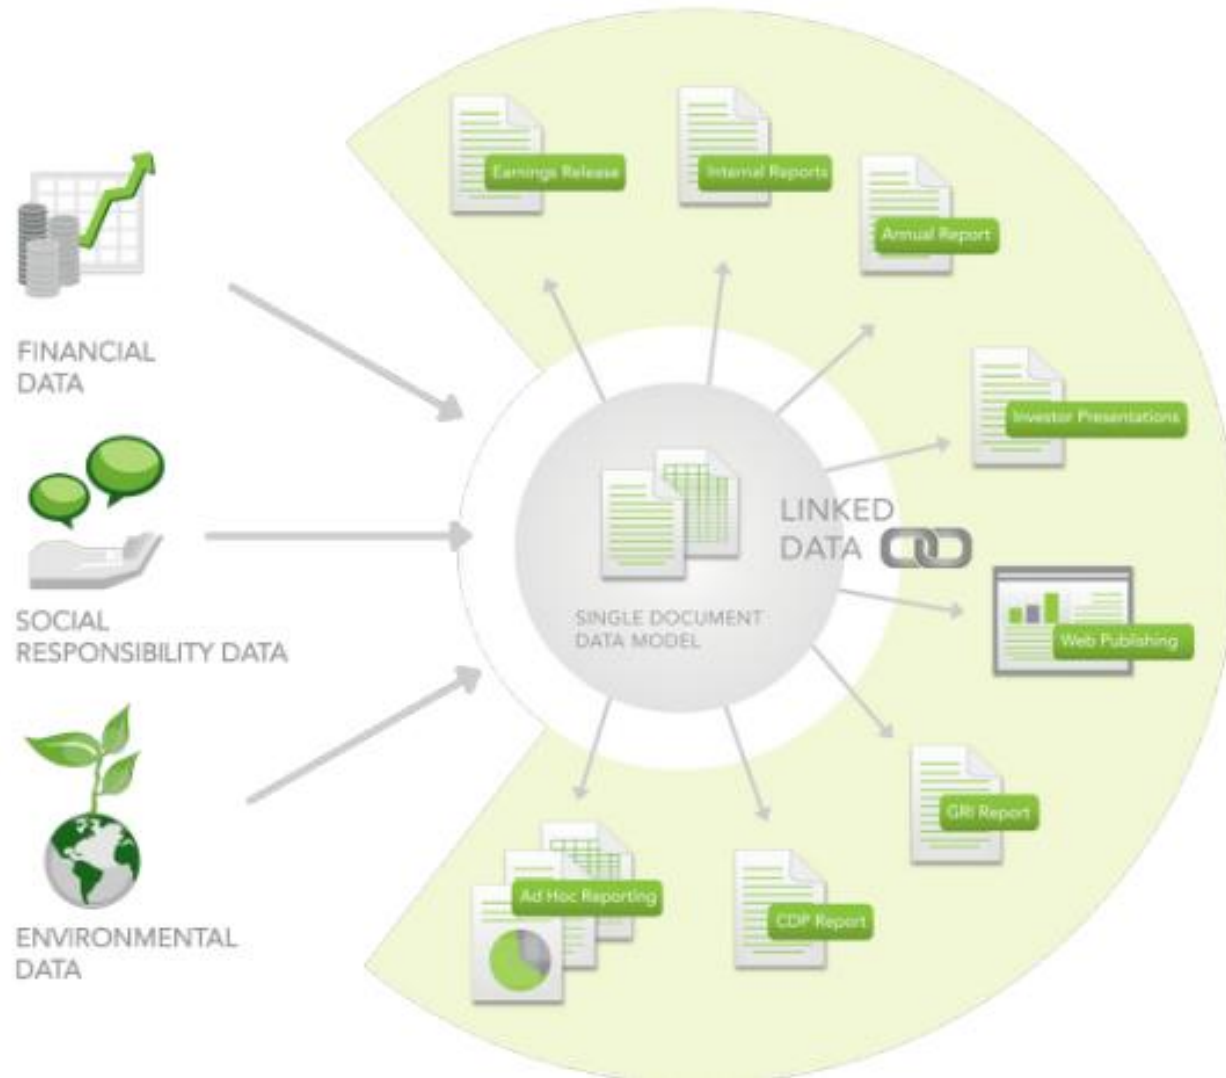 FINANCIAL
DATA
SOCIAL
RESPONSIBILITY DATA
ENVIRONMENTAL
DATA
SINGLE DOCUMENT
DATA MODEL
LINKED
DATA
Earnings Release
Internal Reports
Annual Report
Investor Presentations
Web Publishing
GRI Report
CDP Report
Ad Hoc Reporting